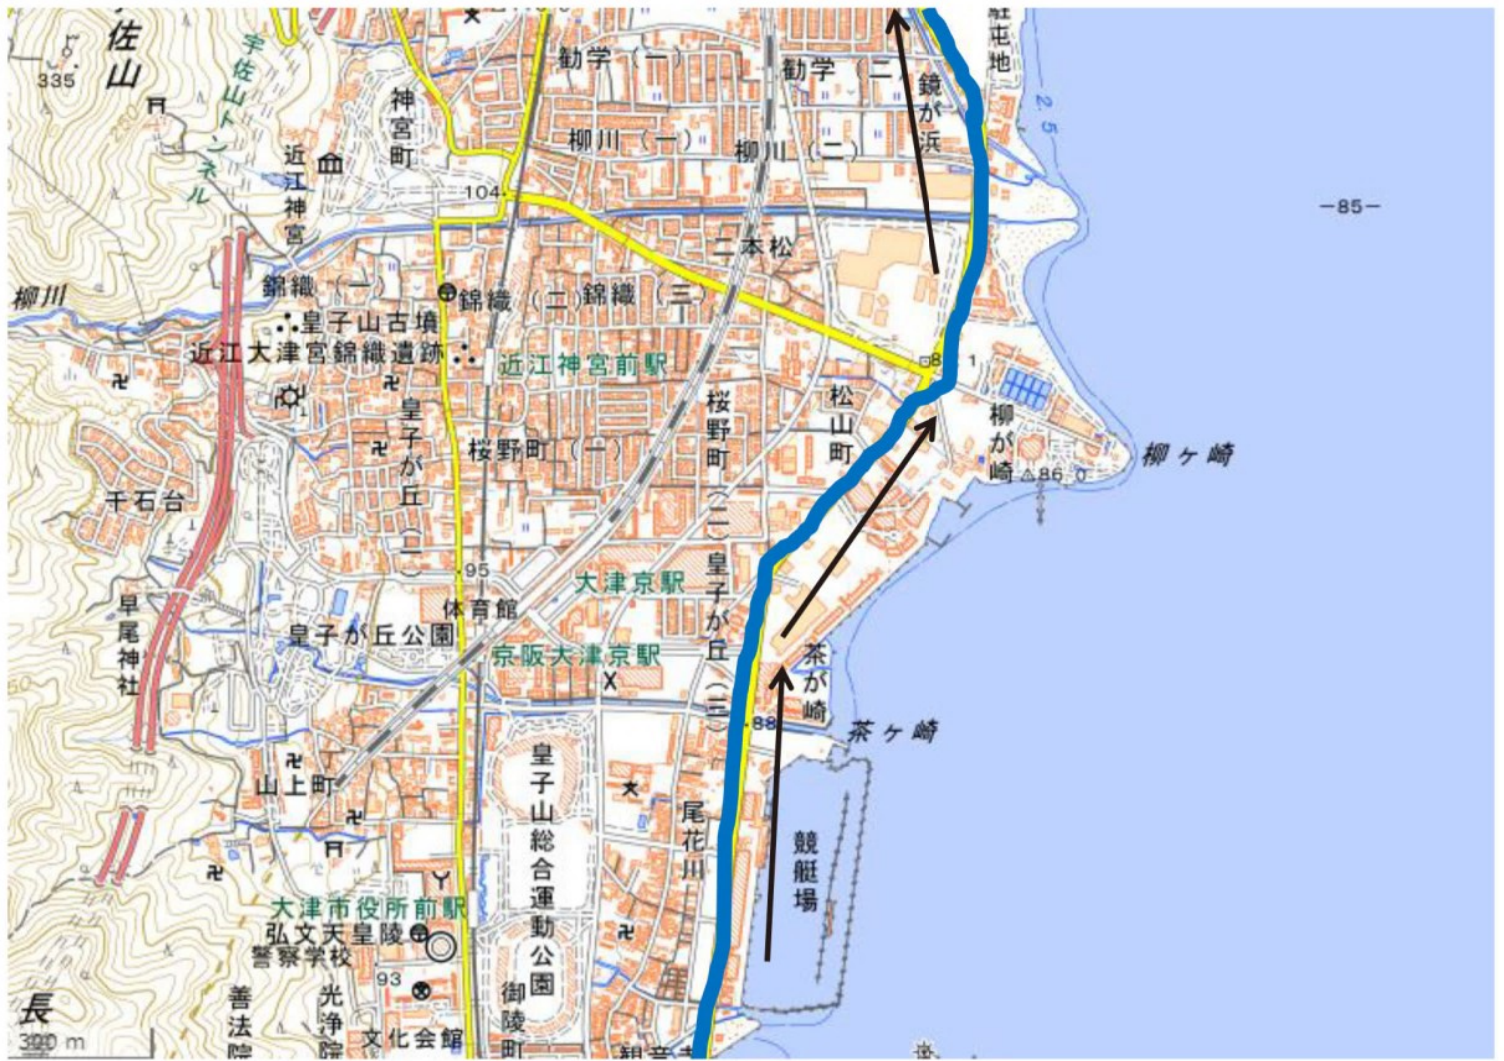 宇佐山
335
宇佐山トンネル
近江神宮
神宮町
104
勧学（一）
勧学（二）
柳川（一）
柳川（二）
鏡が浜
駐屯地
25
−85−
二本松
柳川
錦織（一）
錦織（二）
錦織（三）
皇子山古墳
近江大津宮錦織遺跡
近江神宮前駅
皇子が丘（二）
桜野町（一）
桜野町（二）
松山町
柳が崎
86.0
柳ヶ崎
千石台
95
体育館
大津京駅
皇子が丘公園
京阪大津京駅
皇子が丘（三）
早尾神社
茶が崎
88
茶ヶ崎
山上町
皇子山総合運動公園
尾花川
競艇場
大津市役所前駅
弘文天皇陵
警察学校
93
御陵町
文化会館
善法院
光浄院
観音寺
長
300 m